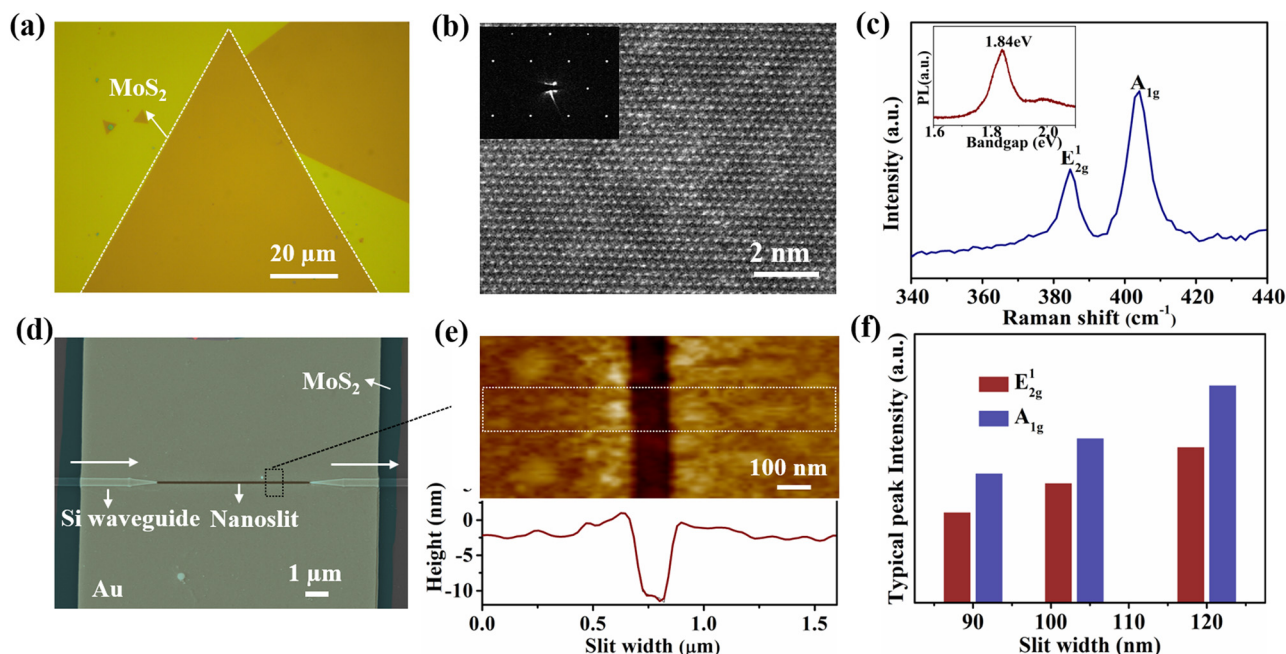 (a)
MoS2
20 μm
(b)
2 nm
(c)
1.84eV
PL(a.u.)
1.6 1.8 2.0
Bandgap (eV)
E12g
A1g
Intensity (a.u.)
340 360 380 400 420 440
Raman shift (cm-1)
(d)
MoS2
Si waveguide
Nanoslit
Au
1 μm
(e)
100 nm
Height (nm)
0
-5
-10
0.0 0.5 1.0 1.5
Slit width (μm)
(f)
Typical peak Intensity (a.u.)
E12g
A1g
90 100 110 120
Slit width (nm)